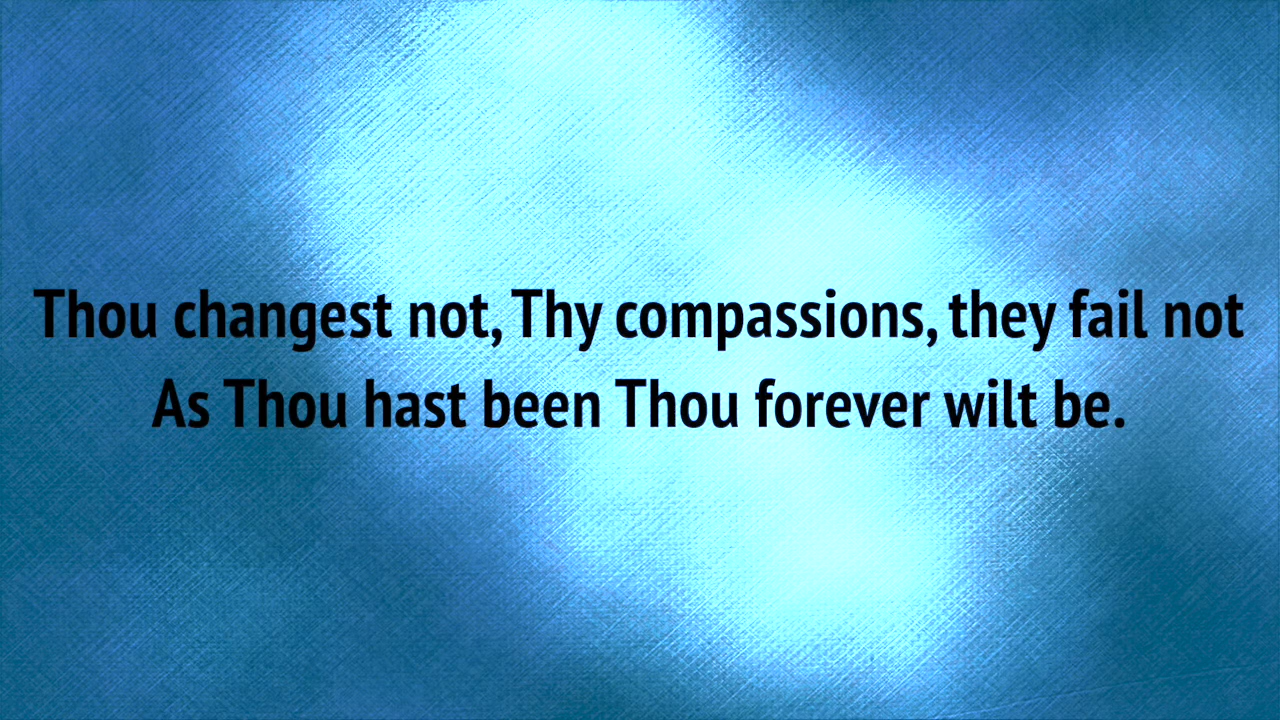 Thou changest not, Thy compassions, they fail not
As Thou hast been Thou forever wilt be.